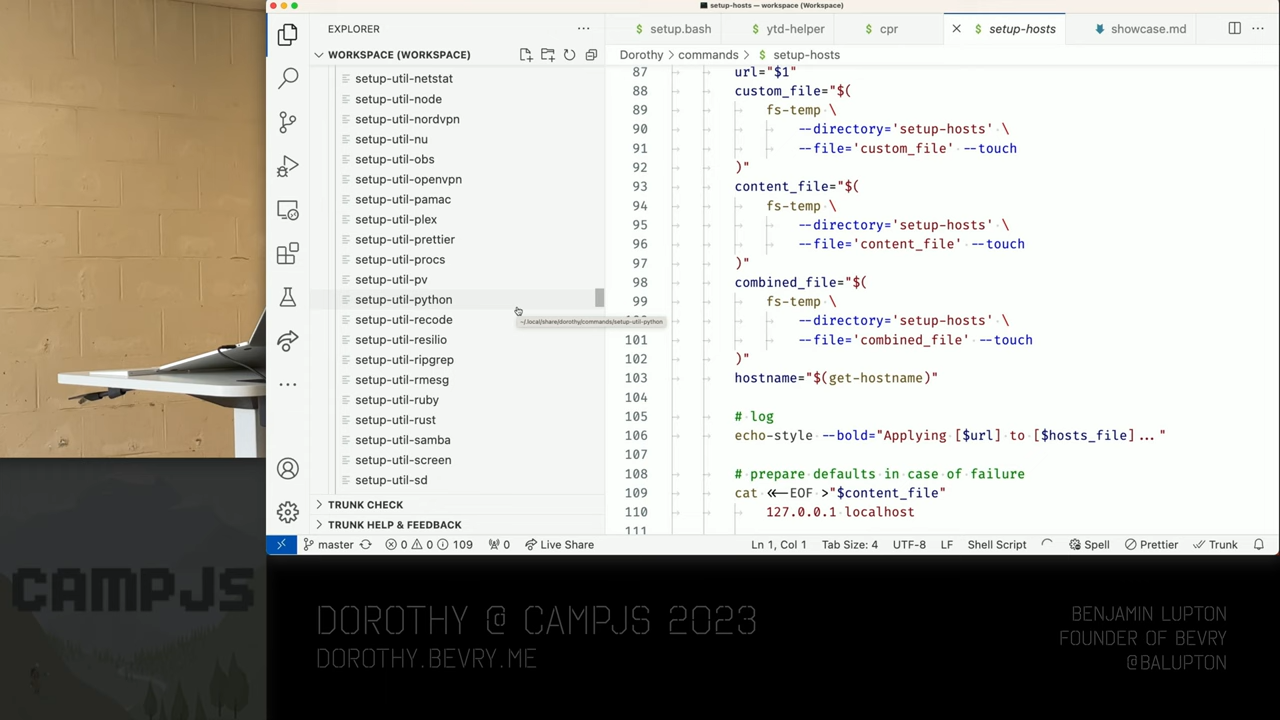 setup-hosts — workspace (Workspace)
EXPLORER
setup.bash
ytd-helper
cpr
setup-hosts
showcase.md
WORKSPACE (WORKSPACE)
Dorothy > commands > $ setup-hosts
setup-util-netstat
setup-util-node
setup-util-nordvpn
setup-util-nu
setup-util-obs
setup-util-openvpn
setup-util-pamac
setup-util-plex
setup-util-prettier
setup-util-procs
setup-util-pv
setup-util-python
~/.local/share/dorothy/commands/setup-util-python
setup-util-recode
setup-util-resilio
setup-util-ripgrep
setup-util-rmesg
setup-util-ruby
setup-util-rust
setup-util-samba
setup-util-screen
setup-util-sd
TRUNK CHECK
TRUNK HELP & FEEDBACK
87 url="$1"
88 custom_file="$(
89 fs-temp \
90 --directory='setup-hosts' \
91 --file='custom_file' --touch
92 )"
93 content_file="$(
94 fs-temp \
95 --directory='setup-hosts' \
96 --file='content_file' --touch
97 )"
98 combined_file="$(
99 fs-temp \
--directory='setup-hosts' \
101 --file='combined_file' --touch
102 )"
103 hostname="$(get-hostname)"
104
105 # log
106 echo-style --bold="Applying [$url] to [$hosts_file]..."
107
108 # prepare defaults in case of failure
109 cat <<-EOF >"$content_file"
110 127.0.0.1 localhost
111
master 0 0 109 0 Live Share Ln 1, Col 1 Tab Size: 4 UTF-8 LF Shell Script Spell Prettier Trunk
CAMPJS
DOROTHY @ CAMPJS 2023
DOROTHY.BEVRY.ME
BENJAMIN LUPTON
FOUNDER OF BEVRY
@BALUPTON